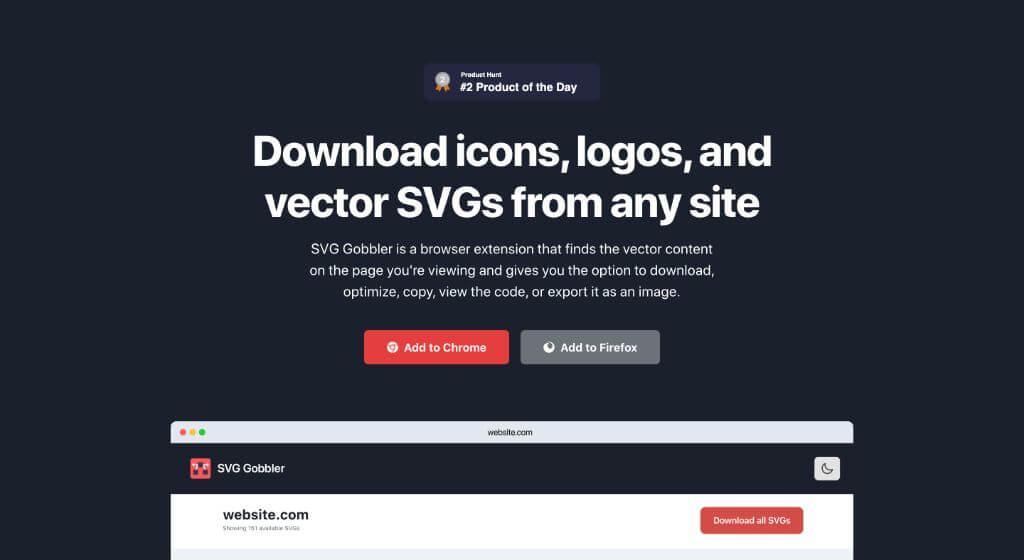 2
Product Hunt
#2 Product of the Day
Download icons, logos, and
vector SVGs from any site
SVG Gobbler is a browser extension that finds the vector content
on the page you're viewing and gives you the option to download,
optimize, copy, view the code, or export it as an image.
Add to Chrome
Add to Firefox
website.com
SVG Gobbler
website.com
Download all SVGs
Showing 161 available SVGs